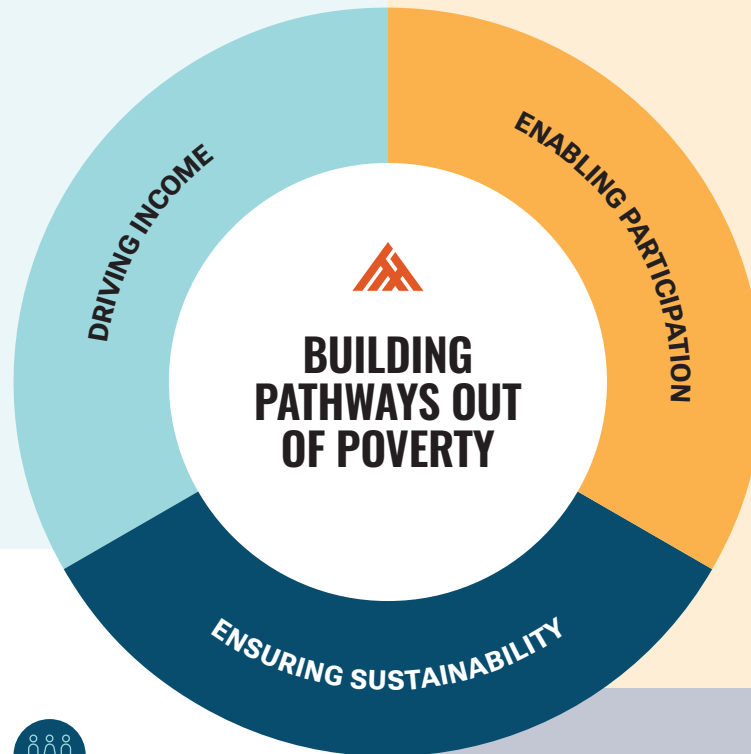 DRIVING INCOME
ENABLING PARTICIPATION
BUILDING
PATHWAYS OUT
OF POVERTY
ENSURING SUSTAINABILITY